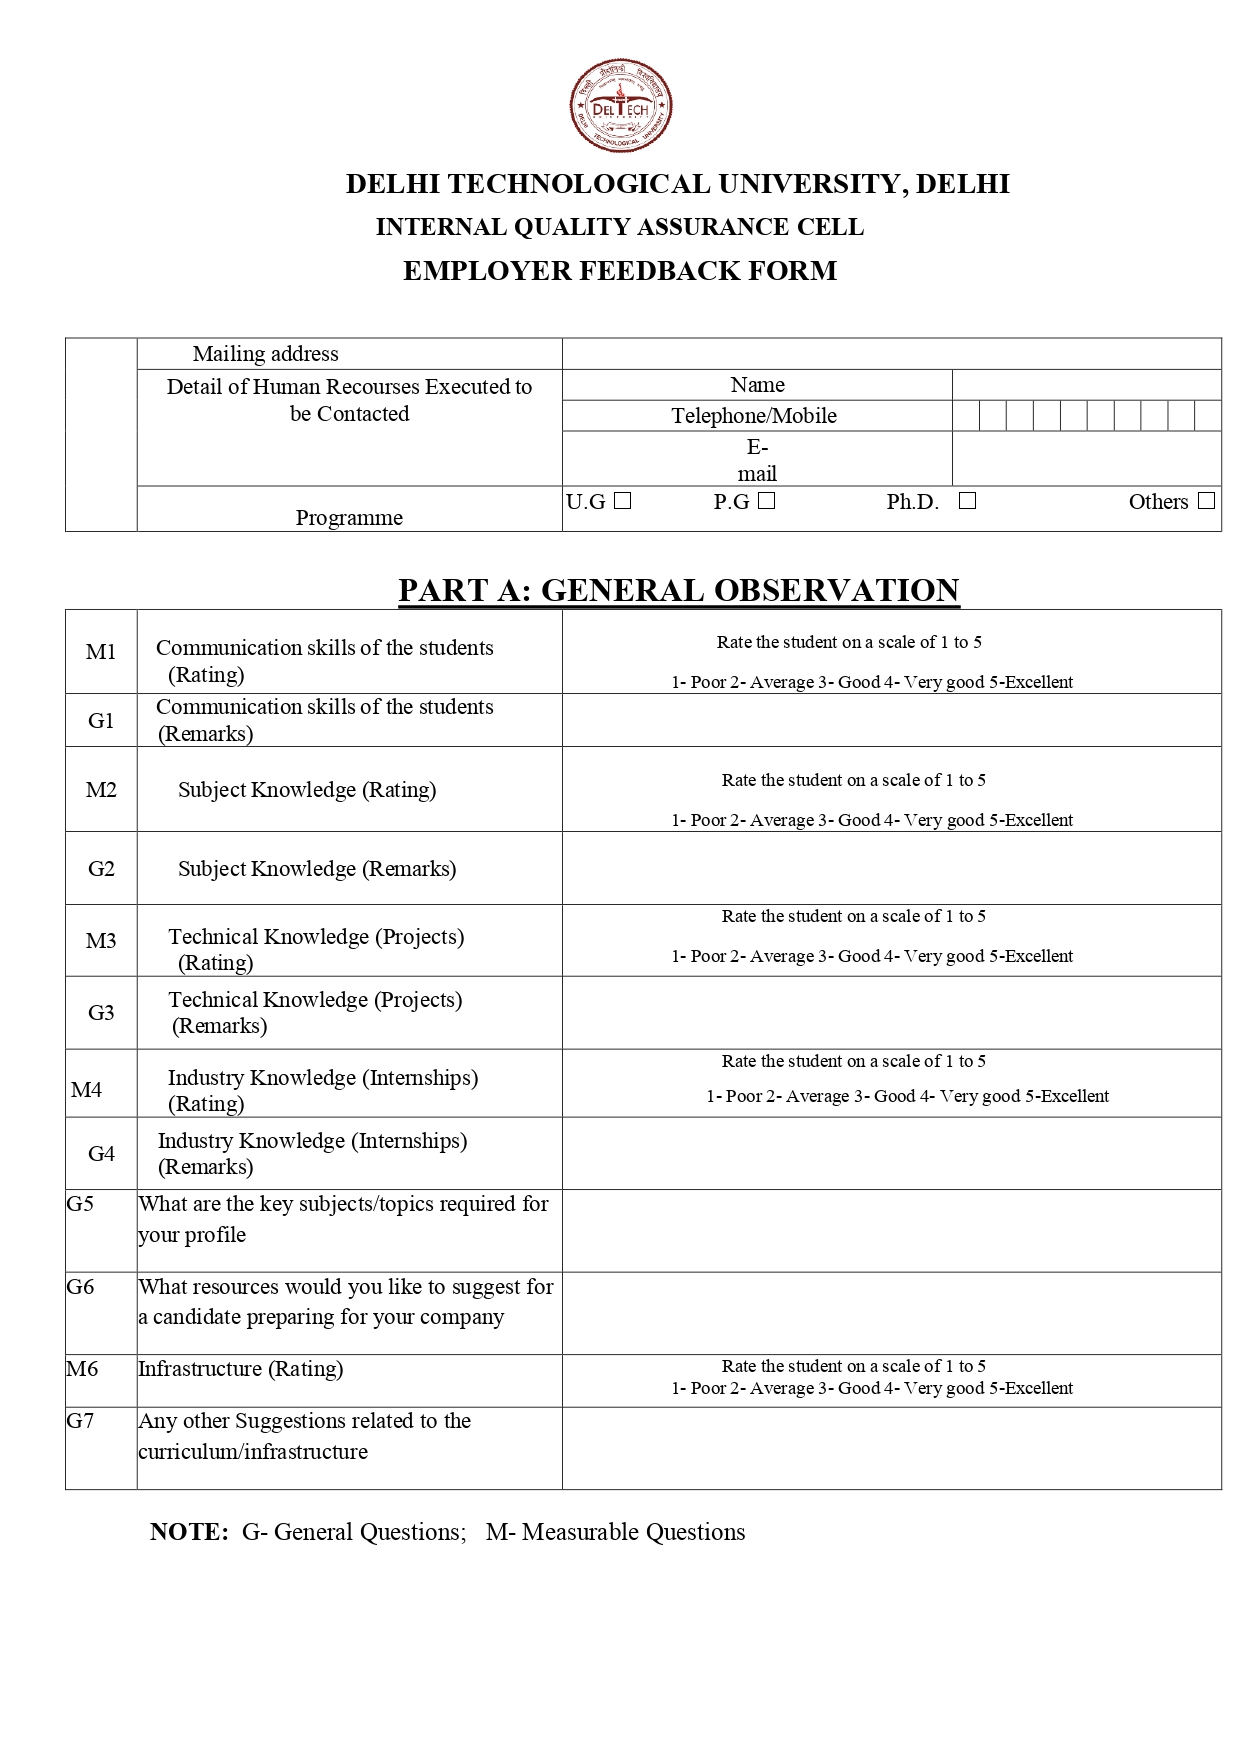 DELTECH
DELHI TECHNOLOGICAL UNIVERSITY
DELHI TECHNOLOGICAL UNIVERSITY, DELHI
INTERNAL QUALITY ASSURANCE CELL
EMPLOYER FEEDBACK FORM
Mailing address
Detail of Human Recourses Executed to
be Contacted
Name
Telephone/Mobile
E-
mail
Programme
U.G ☐ P.G ☐ Ph.D. ☐ Others ☐
PART A: GENERAL OBSERVATION
M1
Communication skills of the students
(Rating)
Rate the student on a scale of 1 to 5
1- Poor 2- Average 3- Good 4- Very good 5-Excellent
G1
Communication skills of the students
(Remarks)
M2
Subject Knowledge (Rating)
Rate the student on a scale of 1 to 5
1- Poor 2- Average 3- Good 4- Very good 5-Excellent
G2
Subject Knowledge (Remarks)
M3
Technical Knowledge (Projects)
(Rating)
Rate the student on a scale of 1 to 5
1- Poor 2- Average 3- Good 4- Very good 5-Excellent
G3
Technical Knowledge (Projects)
(Remarks)
M4
Industry Knowledge (Internships)
(Rating)
Rate the student on a scale of 1 to 5
1- Poor 2- Average 3- Good 4- Very good 5-Excellent
G4
Industry Knowledge (Internships)
(Remarks)
G5
What are the key subjects/topics required for
your profile
G6
What resources would you like to suggest for
a candidate preparing for your company
M6
Infrastructure (Rating)
Rate the student on a scale of 1 to 5
1- Poor 2- Average 3- Good 4- Very good 5-Excellent
G7
Any other Suggestions related to the
curriculum/infrastructure
NOTE: G- General Questions; M- Measurable Questions